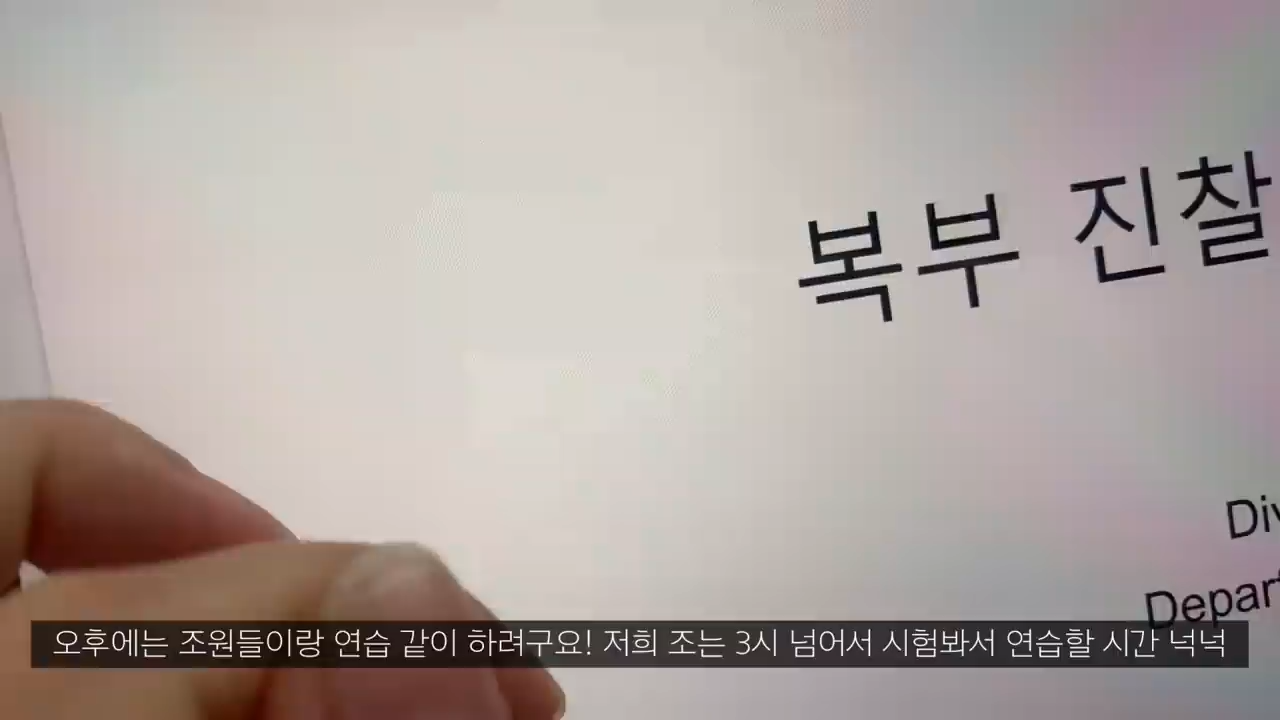 복부 진찰
오후에는 조원들이랑 연습 같이 하려구요! 저희 조는 3시 넘어서 시험봐서 연습할 시간 넉넉